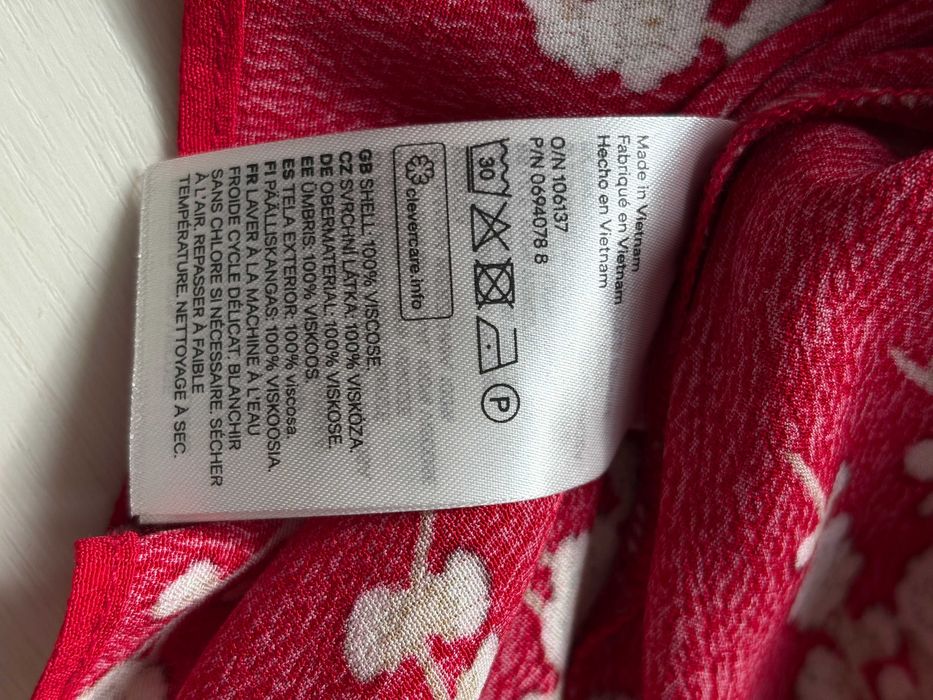 Made in Vietnam
Fabriqué en Vietnam
Hecho en Vietnam
O/N 106137
P/N 0694078 8
30
P
clevercare.info
GB SHELL, 100% VISCOSE.
CZ SVRCHNÍ LÁTKA. 100% VISKÓZA.
DE OBERMATERIAL. 100% VISKOSE.
EE ÜMBRIS: 100% VISKOOS
ES TELA EXTERIOR: 100% viscosa.
FI PÄÄLLISKANGAS: 100% VISKOOSIA.
FR LAVER À LA MACHINE À L'EAU
FROIDE CYCLE DÉLICAT. BLANCHIR
SANS CHLORE SI NÉCESSAIRE. SÉCHER
À L'AIR. REPASSER À FAIBLE
TEMPÉRATURE. NETTOYAGE À SEC.